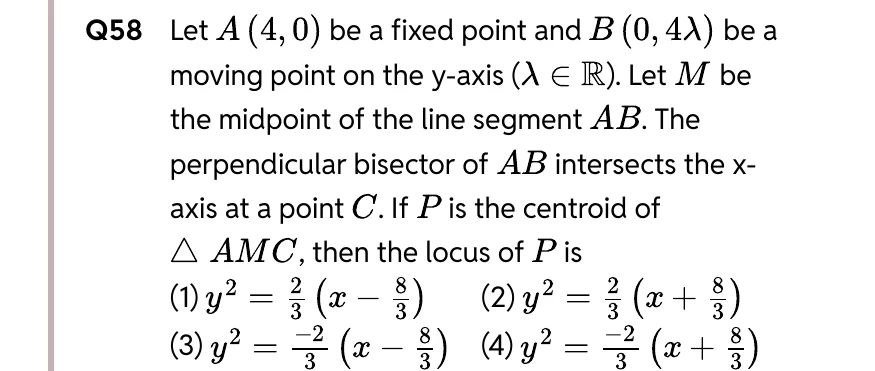 Q58 Let A (4, 0) be a fixed point and B (0, 4λ) be a
moving point on the y-axis (λ ∈ ℝ). Let M be
the midpoint of the line segment AB. The
perpendicular bisector of AB intersects the x-
axis at a point C. If P is the centroid of
△ AMC, then the locus of P is
(1) y² = 2/3 (x − 8/3) (2) y² = 2/3 (x + 8/3)
(3) y² = −2/3 (x − 8/3) (4) y² = −2/3 (x + 8/3)